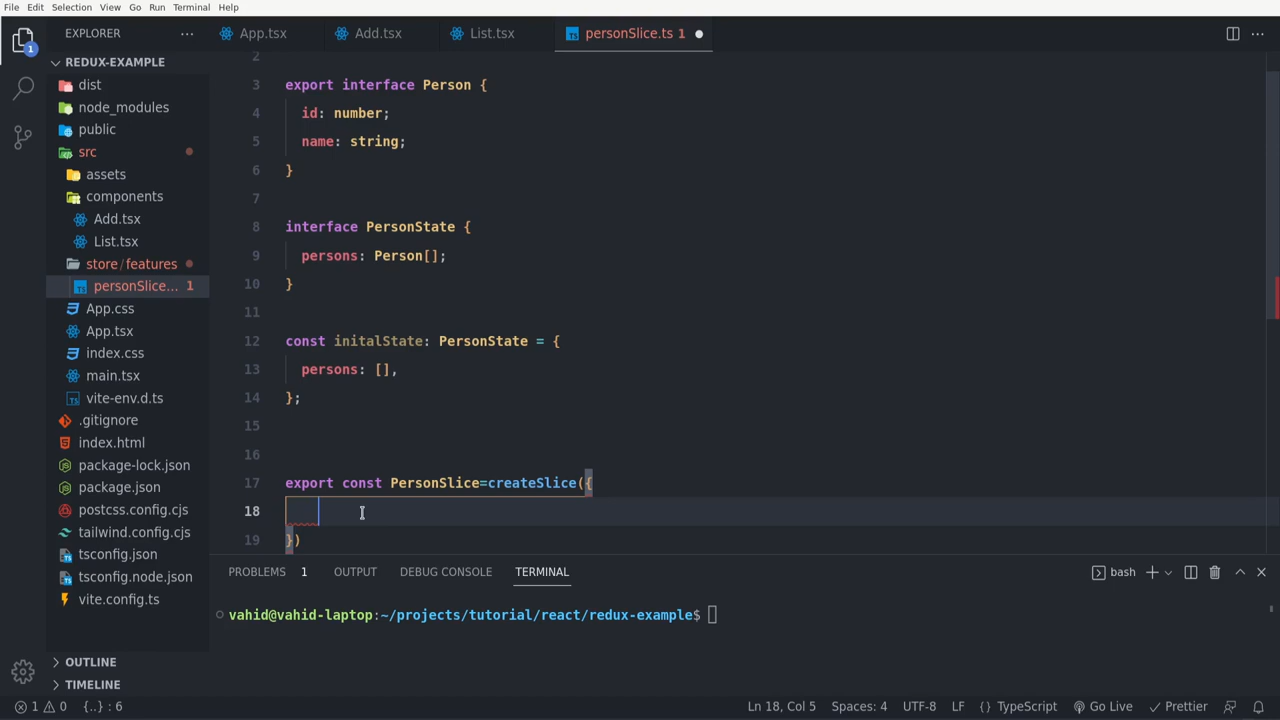 File Edit Selection View Go Run Terminal Help
EXPLORER
App.tsx
Add.tsx
List.tsx
personSlice.ts 1
REDUX-EXAMPLE
dist
node_modules
public
src
assets
components
Add.tsx
List.tsx
store/features
personSlice... 1
App.css
App.tsx
index.css
main.tsx
vite-env.d.ts
.gitignore
index.html
package-lock.json
package.json
postcss.config.cjs
tailwind.config.cjs
tsconfig.json
tsconfig.node.json
vite.config.ts
OUTLINE
TIMELINE
1
2
3 export interface Person {
4 id: number;
5 name: string;
6 }
7
8 interface PersonState {
9 persons: Person[];
10 }
11
12 const initalState: PersonState = {
13 persons: [],
14 };
15
16
17 export const PersonSlice=createSlice({
18
19 })
PROBLEMS 1 OUTPUT DEBUG CONSOLE TERMINAL
bash
vahid@vahid-laptop:~/projects/tutorial/react/redux-example$
1 0 {..} : 6
Ln 18, Col 5 Spaces: 4 UTF-8 LF {} TypeScript Go Live Prettier